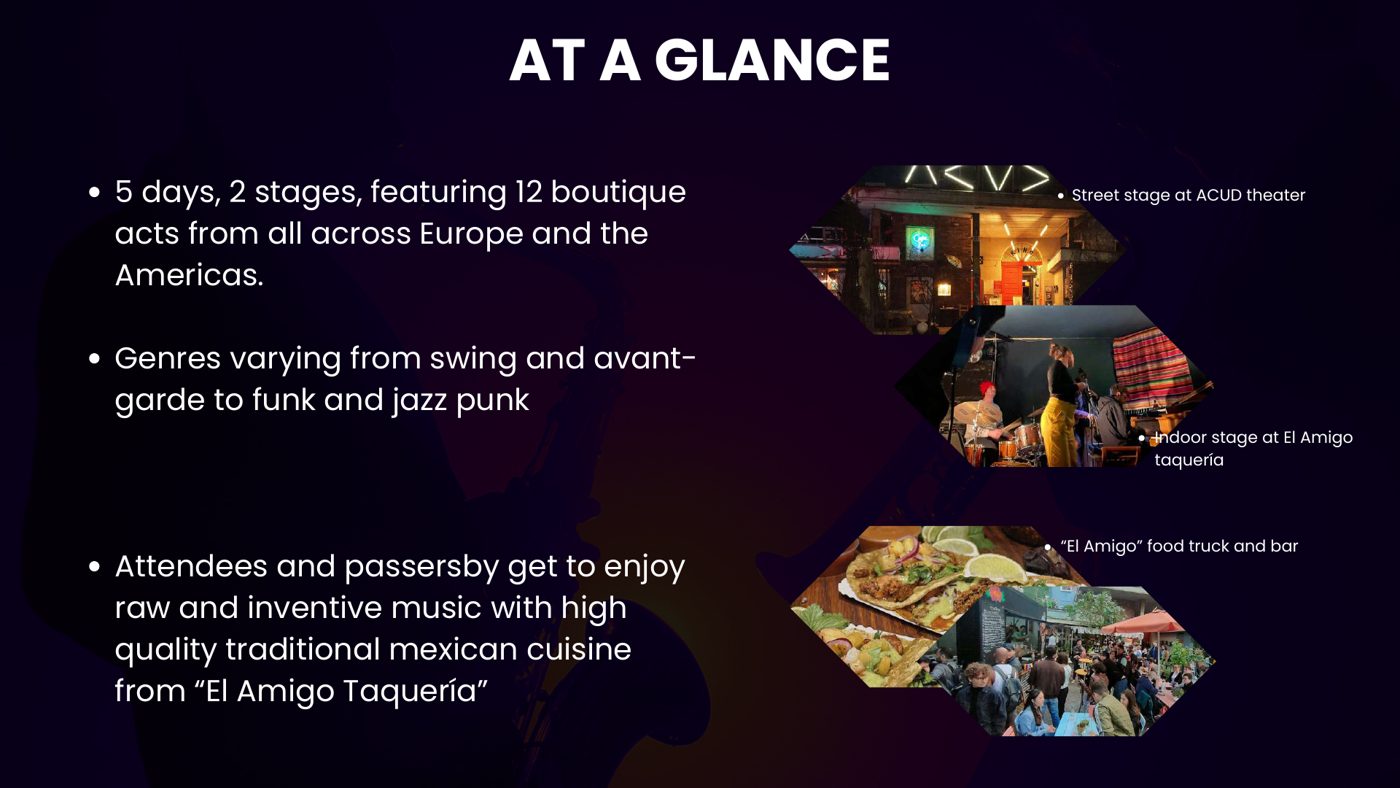 AT A GLANCE
• 5 days, 2 stages, featuring 12 boutique
acts from all across Europe and the
Americas.
• Genres varying from swing and avant-
garde to funk and jazz punk
• Attendees and passersby get to enjoy
raw and inventive music with high
quality traditional mexican cuisine
from “El Amigo Taquería”
ACUD
• Street stage at ACUD theater
• Indoor stage at El Amigo
taquería
• “El Amigo” food truck and bar